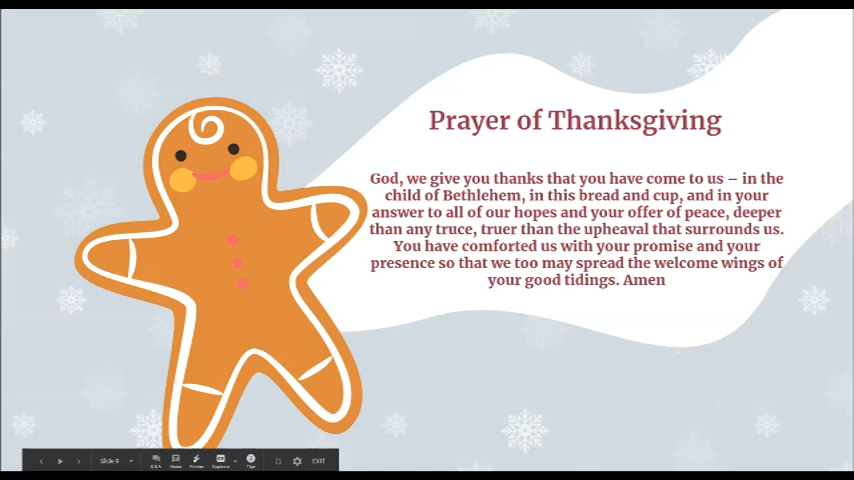 Prayer of Thanksgiving
God, we give you thanks that you have come to us – in the
child of Bethlehem, in this bread and cup, and in your
answer to all of our hopes and your offer of peace, deeper
than any truce, truer than the upheaval that surrounds us.
You have comforted us with your promise and your
presence so that we too may spread the welcome wings of
your good tidings. Amen
Slide 9
Q&A Notes Pointer Captions Tips EXIT